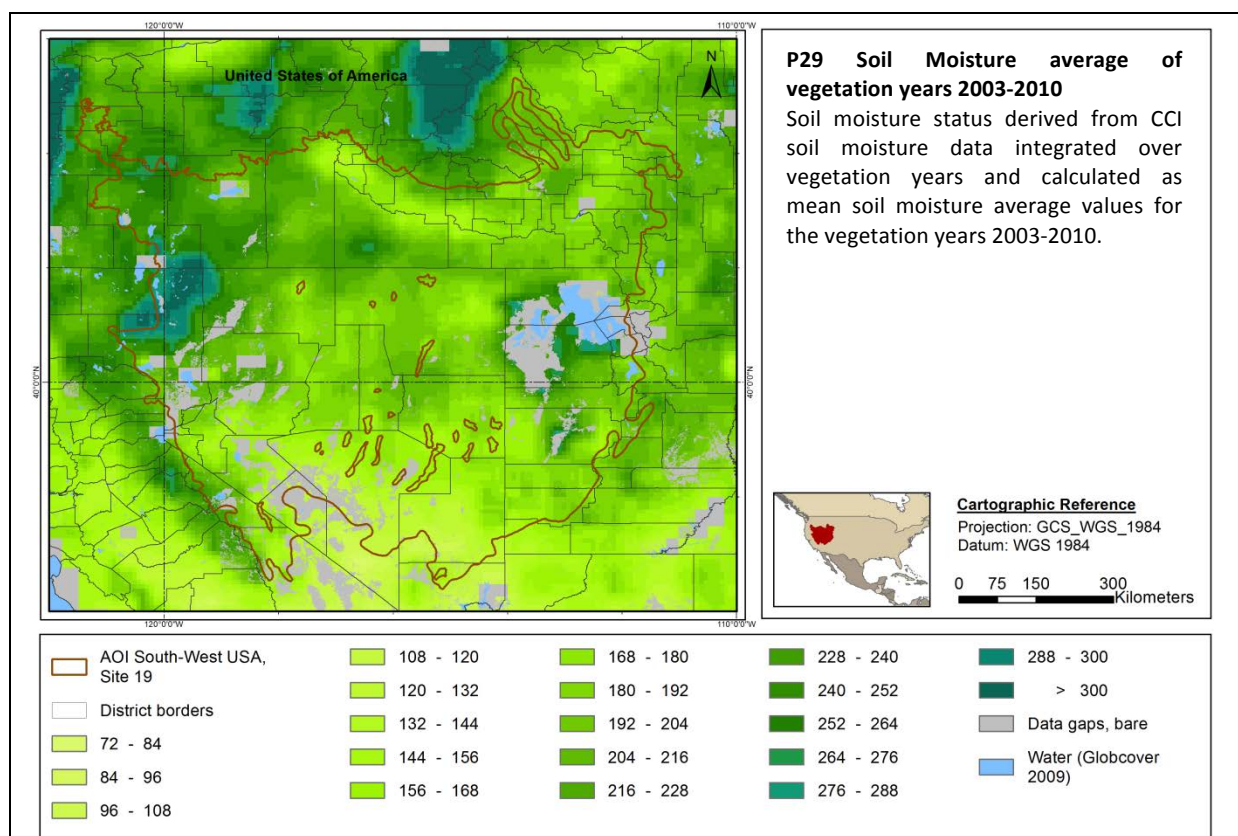 120°0'0"W
110°0'0"W
United States of America
N
40°0'0"N
40°0'0"N
120°0'0"W
110°0'0"W
P29 Soil Moisture average of
vegetation years 2003-2010
Soil moisture status derived from CCI
soil moisture data integrated over
vegetation years and calculated as
mean soil moisture average values for
the vegetation years 2003-2010.
Cartographic Reference
Projection: GCS_WGS_1984
Datum: WGS 1984
0 75 150 300
Kilometers
AOI South-West USA,
Site 19
District borders
72 - 84
84 - 96
96 - 108
108 - 120
120 - 132
132 - 144
144 - 156
156 - 168
168 - 180
180 - 192
192 - 204
204 - 216
216 - 228
228 - 240
240 - 252
252 - 264
264 - 276
276 - 288
288 - 300
> 300
Data gaps, bare
Water (Globcover
2009)